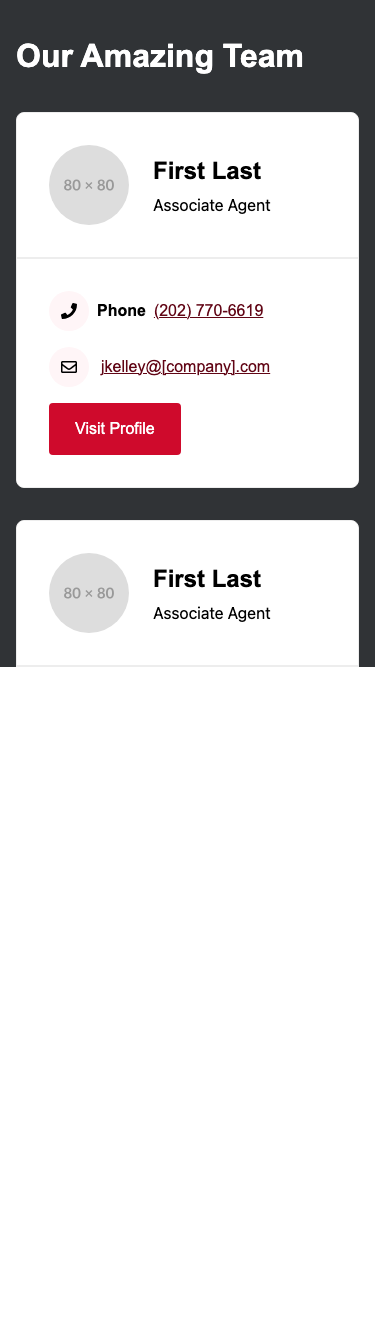 Our Amazing Team
80 × 80
First Last
Associate Agent
Phone (202) 770-6619
jkelley@[company].com
Visit Profile
80 × 80
First Last
Associate Agent